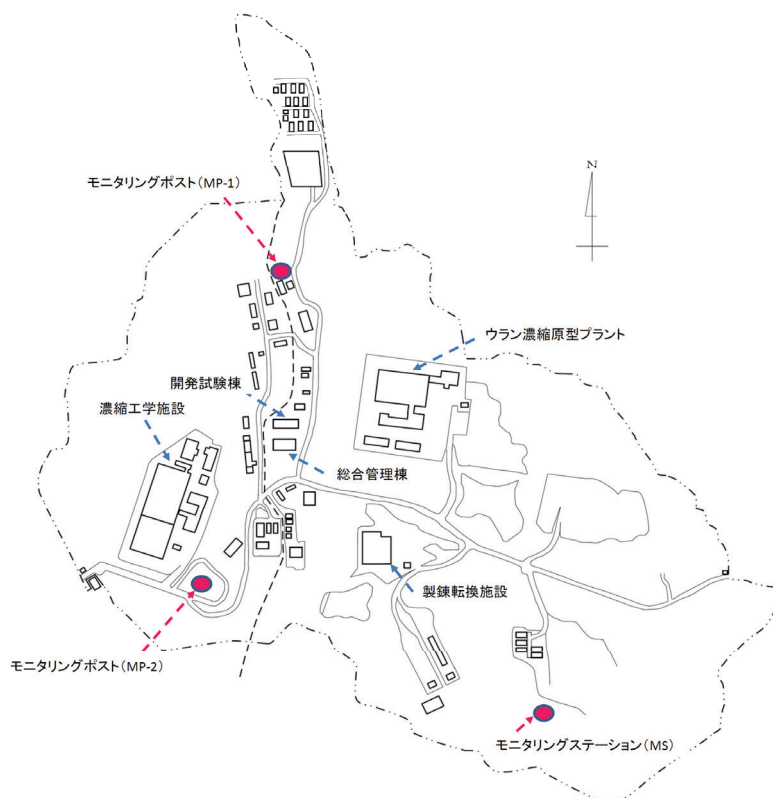 モニタリングポスト(MP-1)
N
ウラン濃縮原型プラント
開発試験棟
濃縮工学施設
総合管理棟
製錬転換施設
モニタリングポスト(MP-2)
モニタリングステーション(MS)